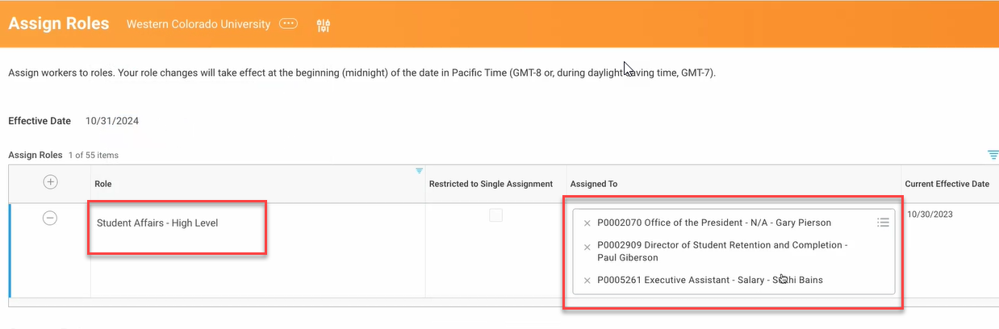 Assign Roles Western Colorado University
Assign workers to roles. Your role changes will take effect at the beginning (midnight) of the date in Pacific Time (GMT-8 or, during daylight saving time, GMT-7).
Effective Date 10/31/2024
Assign Roles 1 of 55 items
Role Restricted to Single Assignment Assigned To Current Effective Date
Student Affairs - High Level
P0002070 Office of the President - N/A - Gary Pierson
10/30/2023
P0002909 Director of Student Retention and Completion -
Paul Giberson
P0005261 Executive Assistant - Salary - Bains